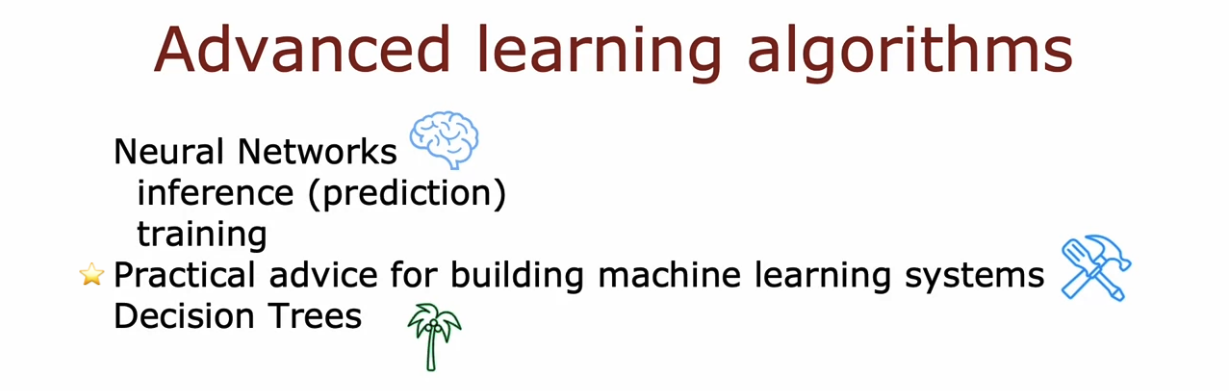 Advanced learning algorithms
Neural Networks
inference (prediction)
training
Practical advice for building machine learning systems
Decision Trees